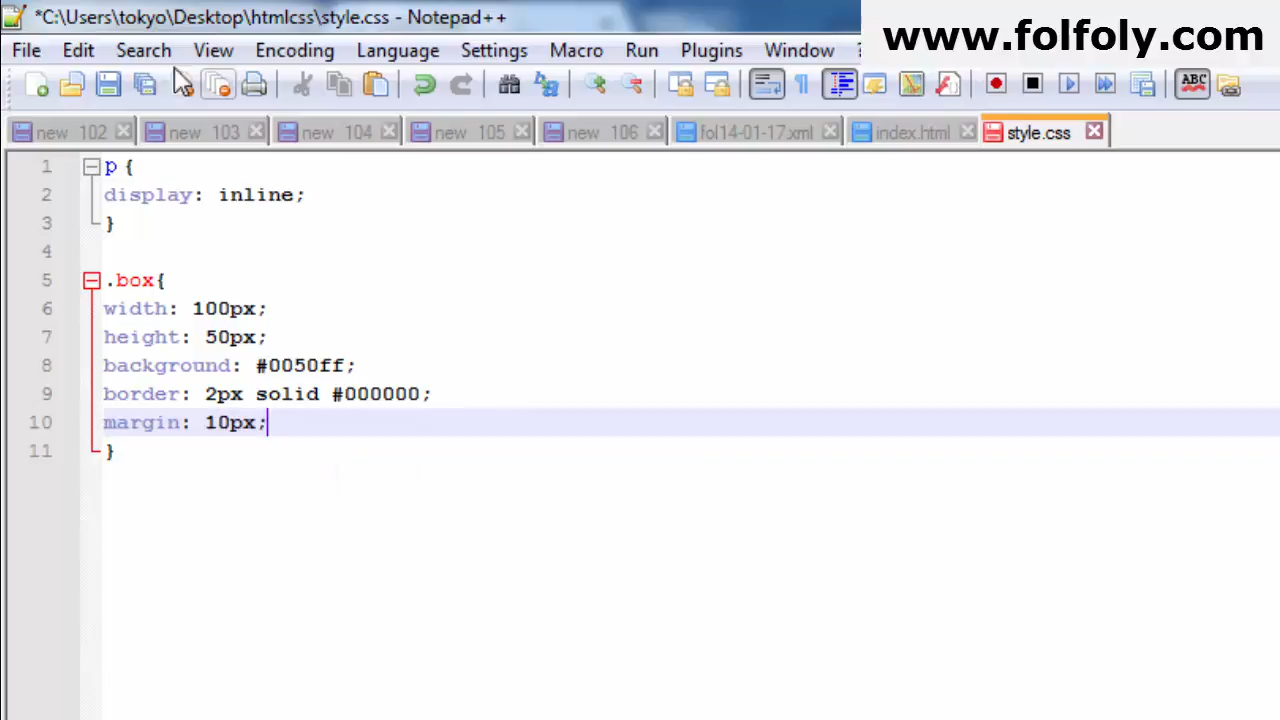 *C:\Users\tokyo\Desktop\htmlcss\style.css - Notepad++
www.folfoly.com
File Edit Search View Encoding Language Settings Macro Run Plugins Window ?
ABC
new 102 new 103 new 104 new 105 new 106 fol14-01-17.xml index.html style.css
1 p {
2 display: inline;
3 }
4
5 .box{
6 width: 100px;
7 height: 50px;
8 background: #0050ff;
9 border: 2px solid #000000;
10 margin: 10px;
11 }